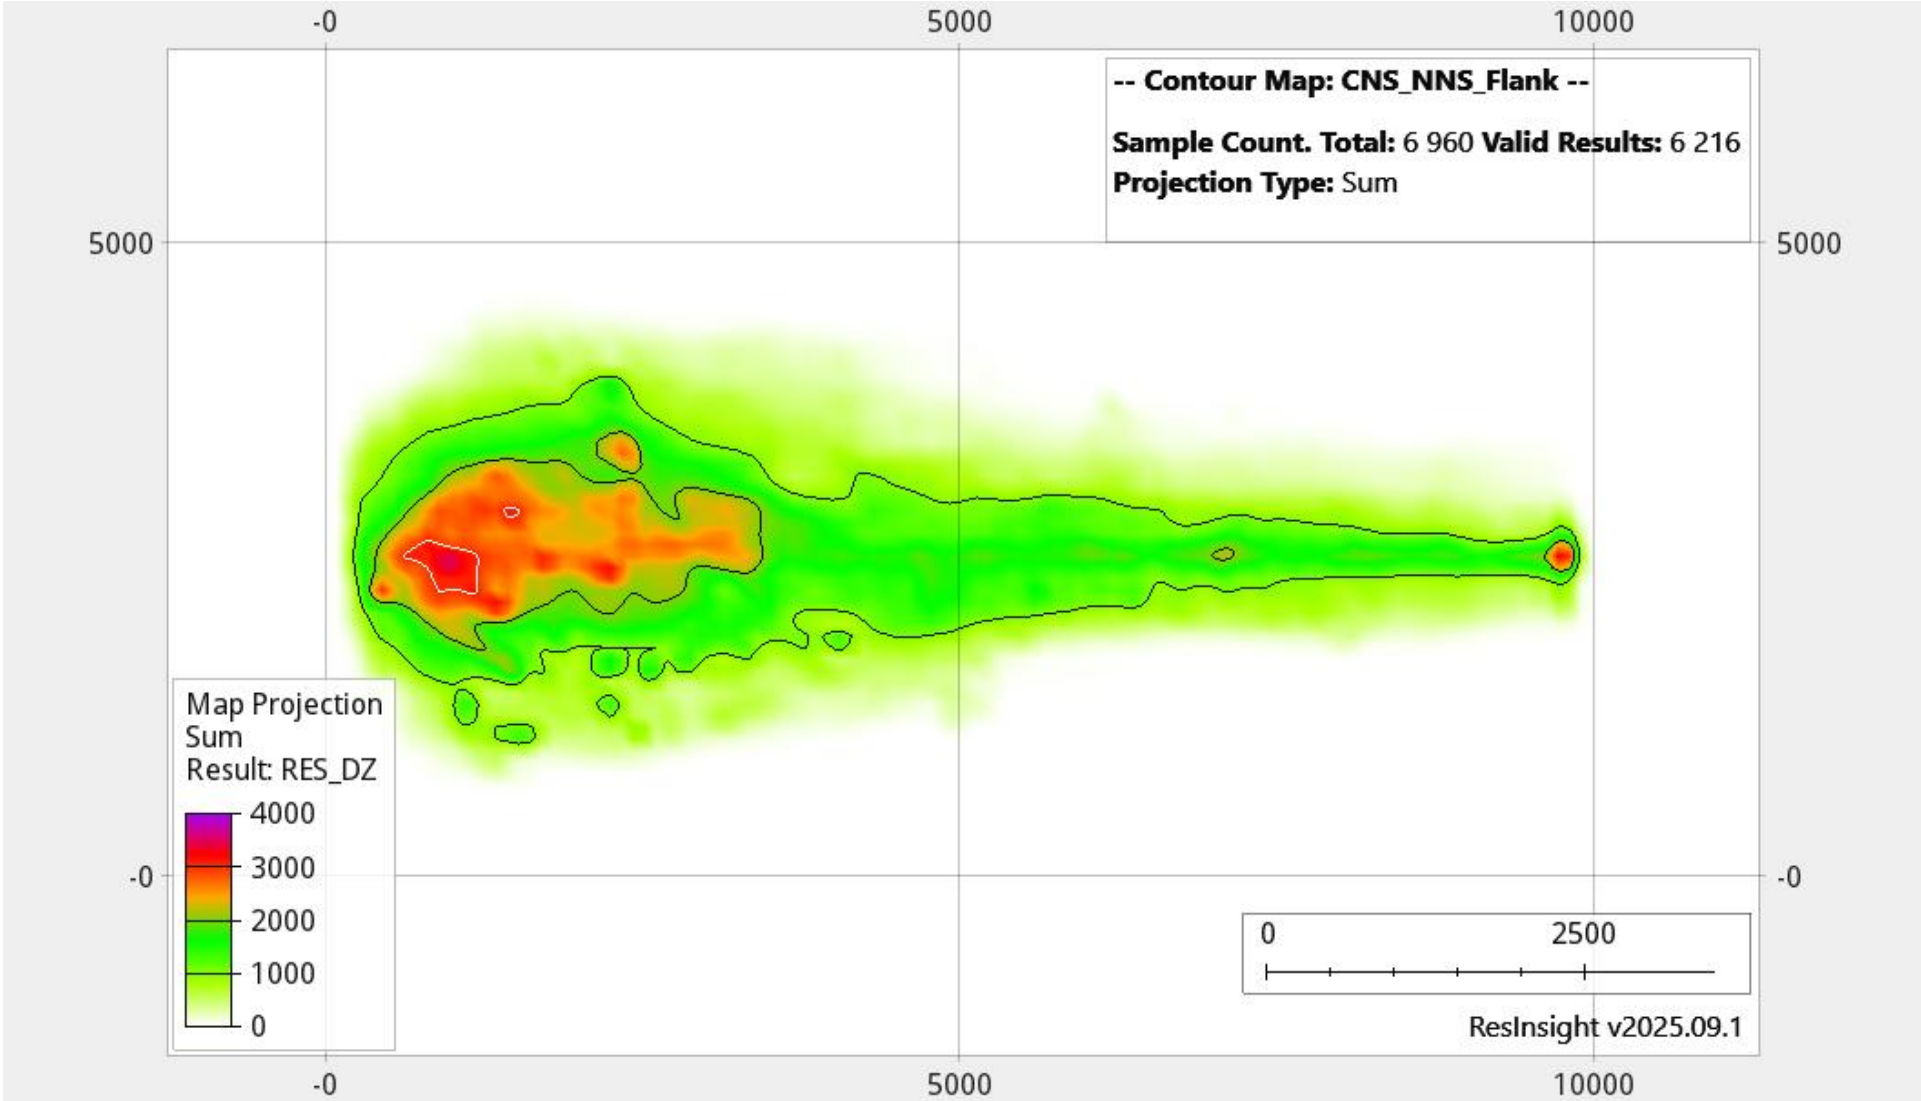 -0 5000 10000
-- Contour Map: CNS_NNS_Flank --
Sample Count. Total: 6 960 Valid Results: 6 216
Projection Type: Sum
5000 5000
Map Projection
Sum
Result: RES_DZ
4000
3000
2000
1000
0
-0 -0
0 2500
ResInsight v2025.09.1
-0 5000 10000